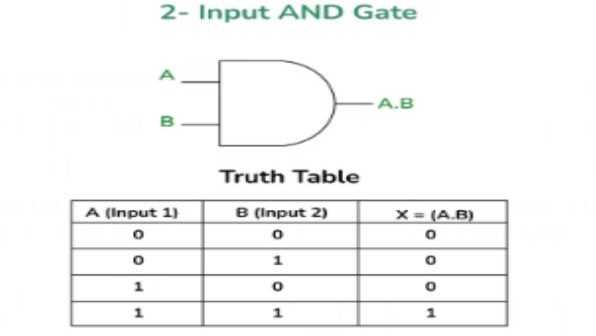 2- Input AND Gate
A
A.B
B
Truth Table
A (Input 1) B (Input 2) X = (A.B)
0 0 0
0 1 0
1 0 0
1 1 1